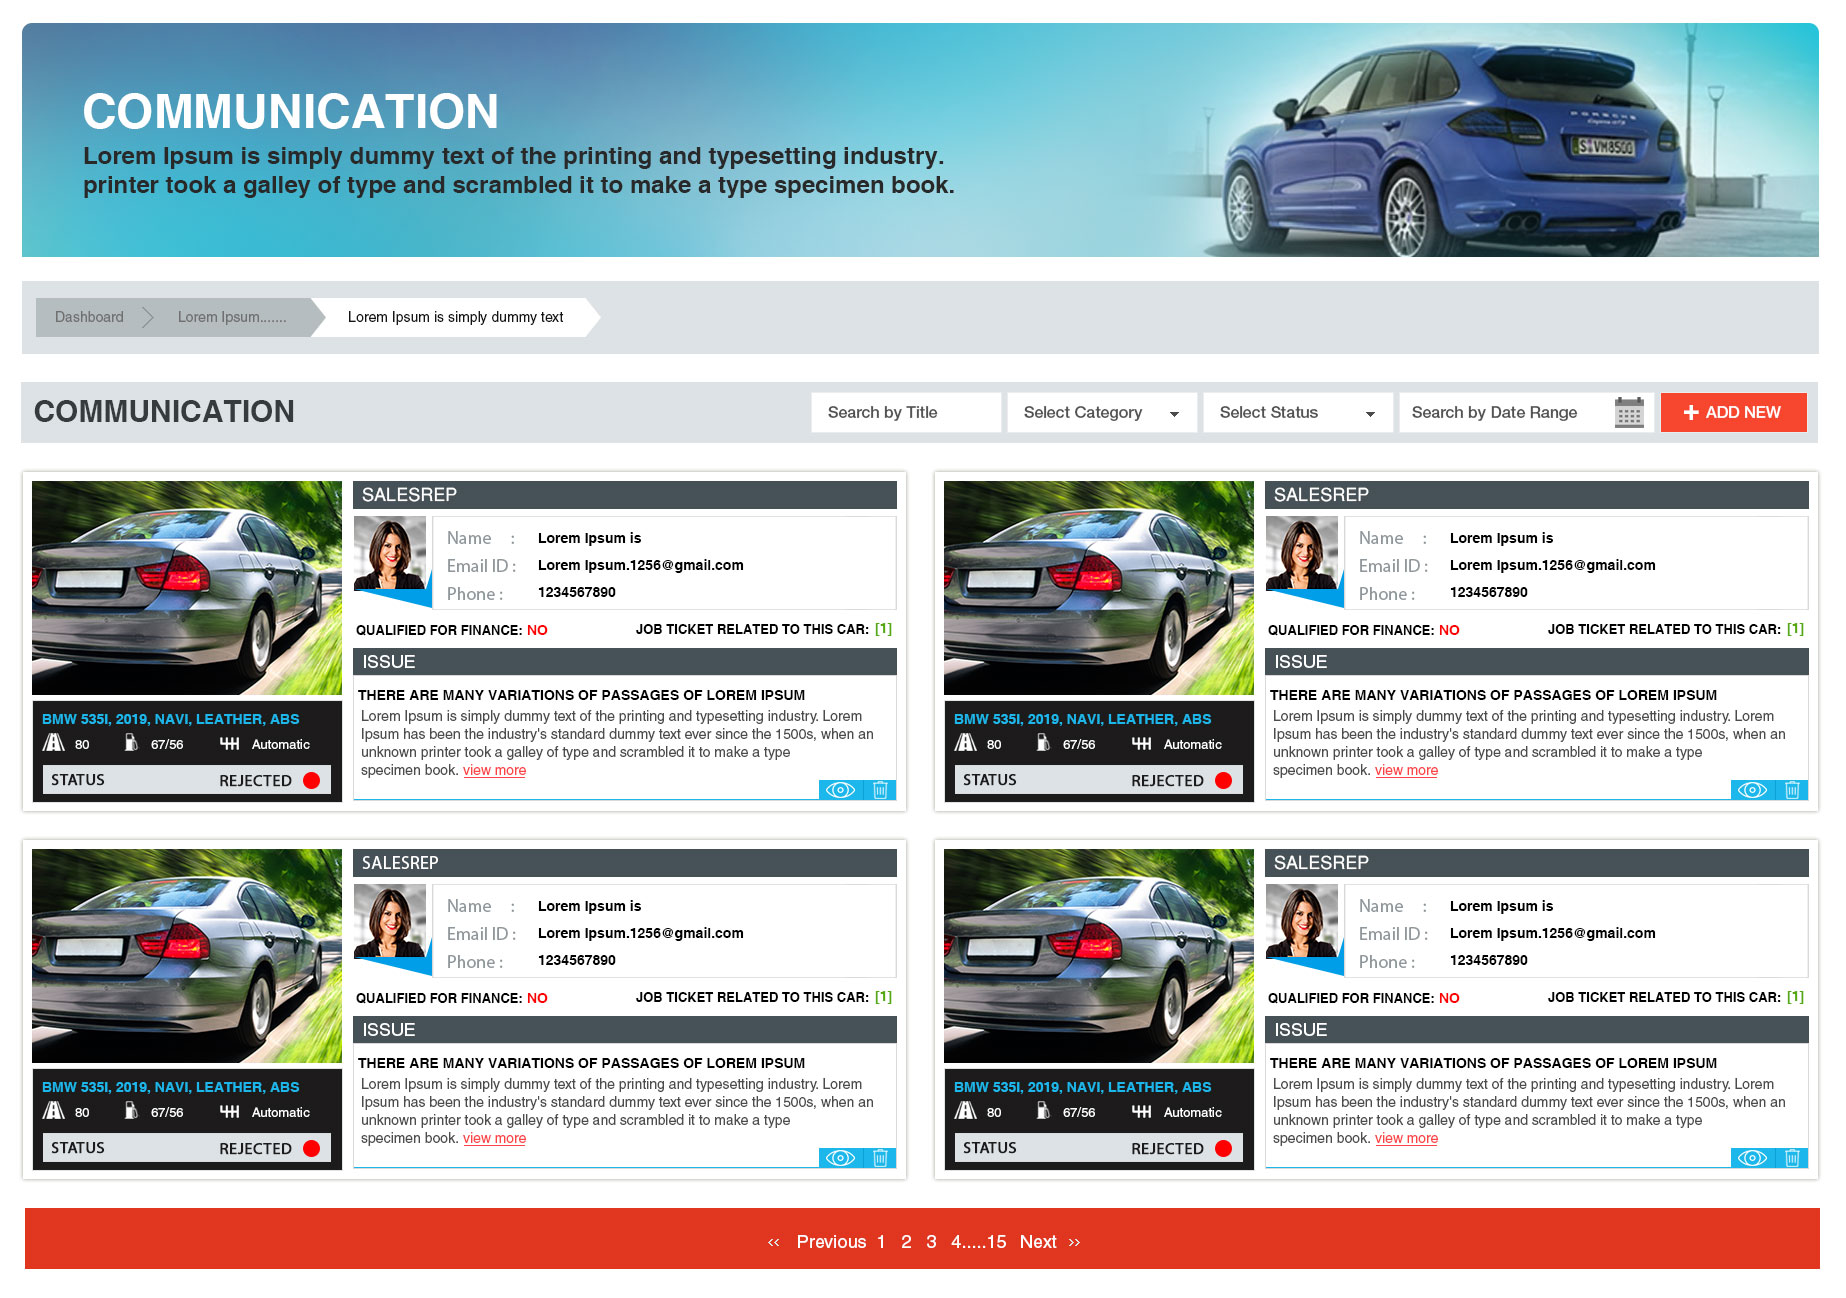 COMMUNICATION
Lorem Ipsum is simply dummy text of the printing and typesetting industry.
printer took a galley of type and scrambled it to make a type specimen book.
PORSCHE
Cayenne GTS
S VM8500
Dashboard
Lorem Ipsum.......
Lorem Ipsum is simply dummy text
COMMUNICATION
Search by Title
Select Category
Select Status
Search by Date Range
+ ADD NEW
SALESREP
Name : Lorem Ipsum is
Email ID : Lorem Ipsum.1256@gmail.com
Phone : 1234567890
QUALIFIED FOR FINANCE: NO
JOB TICKET RELATED TO THIS CAR: [1]
ISSUE
THERE ARE MANY VARIATIONS OF PASSAGES OF LOREM IPSUM
Lorem Ipsum is simply dummy text of the printing and typesetting industry. Lorem
Ipsum has been the industry's standard dummy text ever since the 1500s, when an
unknown printer took a galley of type and scrambled it to make a type
specimen book. view more
BMW 535I, 2019, NAVI, LEATHER, ABS
80 67/56 Automatic
STATUS REJECTED
SALESREP
Name : Lorem Ipsum is
Email ID : Lorem Ipsum.1256@gmail.com
Phone : 1234567890
QUALIFIED FOR FINANCE: NO
JOB TICKET RELATED TO THIS CAR: [1]
ISSUE
THERE ARE MANY VARIATIONS OF PASSAGES OF LOREM IPSUM
Lorem Ipsum is simply dummy text of the printing and typesetting industry. Lorem
Ipsum has been the industry's standard dummy text ever since the 1500s, when an
unknown printer took a galley of type and scrambled it to make a type
specimen book. view more
BMW 535I, 2019, NAVI, LEATHER, ABS
80 67/56 Automatic
STATUS REJECTED
SALESREP
Name : Lorem Ipsum is
Email ID : Lorem Ipsum.1256@gmail.com
Phone : 1234567890
QUALIFIED FOR FINANCE: NO
JOB TICKET RELATED TO THIS CAR: [1]
ISSUE
THERE ARE MANY VARIATIONS OF PASSAGES OF LOREM IPSUM
Lorem Ipsum is simply dummy text of the printing and typesetting industry. Lorem
Ipsum has been the industry's standard dummy text ever since the 1500s, when an
unknown printer took a galley of type and scrambled it to make a type
specimen book. view more
BMW 535I, 2019, NAVI, LEATHER, ABS
80 67/56 Automatic
STATUS REJECTED
SALESREP
Name : Lorem Ipsum is
Email ID : Lorem Ipsum.1256@gmail.com
Phone : 1234567890
QUALIFIED FOR FINANCE: NO
JOB TICKET RELATED TO THIS CAR: [1]
ISSUE
THERE ARE MANY VARIATIONS OF PASSAGES OF LOREM IPSUM
Lorem Ipsum is simply dummy text of the printing and typesetting industry. Lorem
Ipsum has been the industry's standard dummy text ever since the 1500s, when an
unknown printer took a galley of type and scrambled it to make a type
specimen book. view more
BMW 535I, 2019, NAVI, LEATHER, ABS
80 67/56 Automatic
STATUS REJECTED
‹‹ Previous 1 2 3 4.....15 Next ››